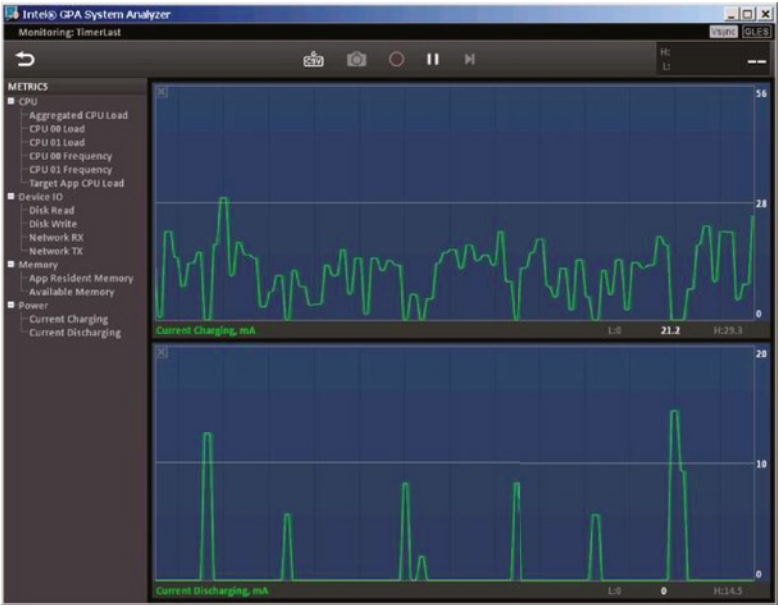 Intel® GPA System Analyzer
Monitoring: TimerLast
Vsync GLES
CSV
H:
L:
--
METRICS
CPU
Aggregated CPU Load
CPU 00 Load
CPU 01 Load
CPU 00 Frequency
CPU 01 Frequency
Target App CPU Load
Device IO
Disk Read
Disk Write
Network RX
Network TX
Memory
App Resident Memory
Available Memory
Power
Current Charging
Current Discharging
56
28
0
Current Charging, mA L:0 21.2 H:29.3
20
10
0
Current Discharging, mA L:0 0 H:14.5